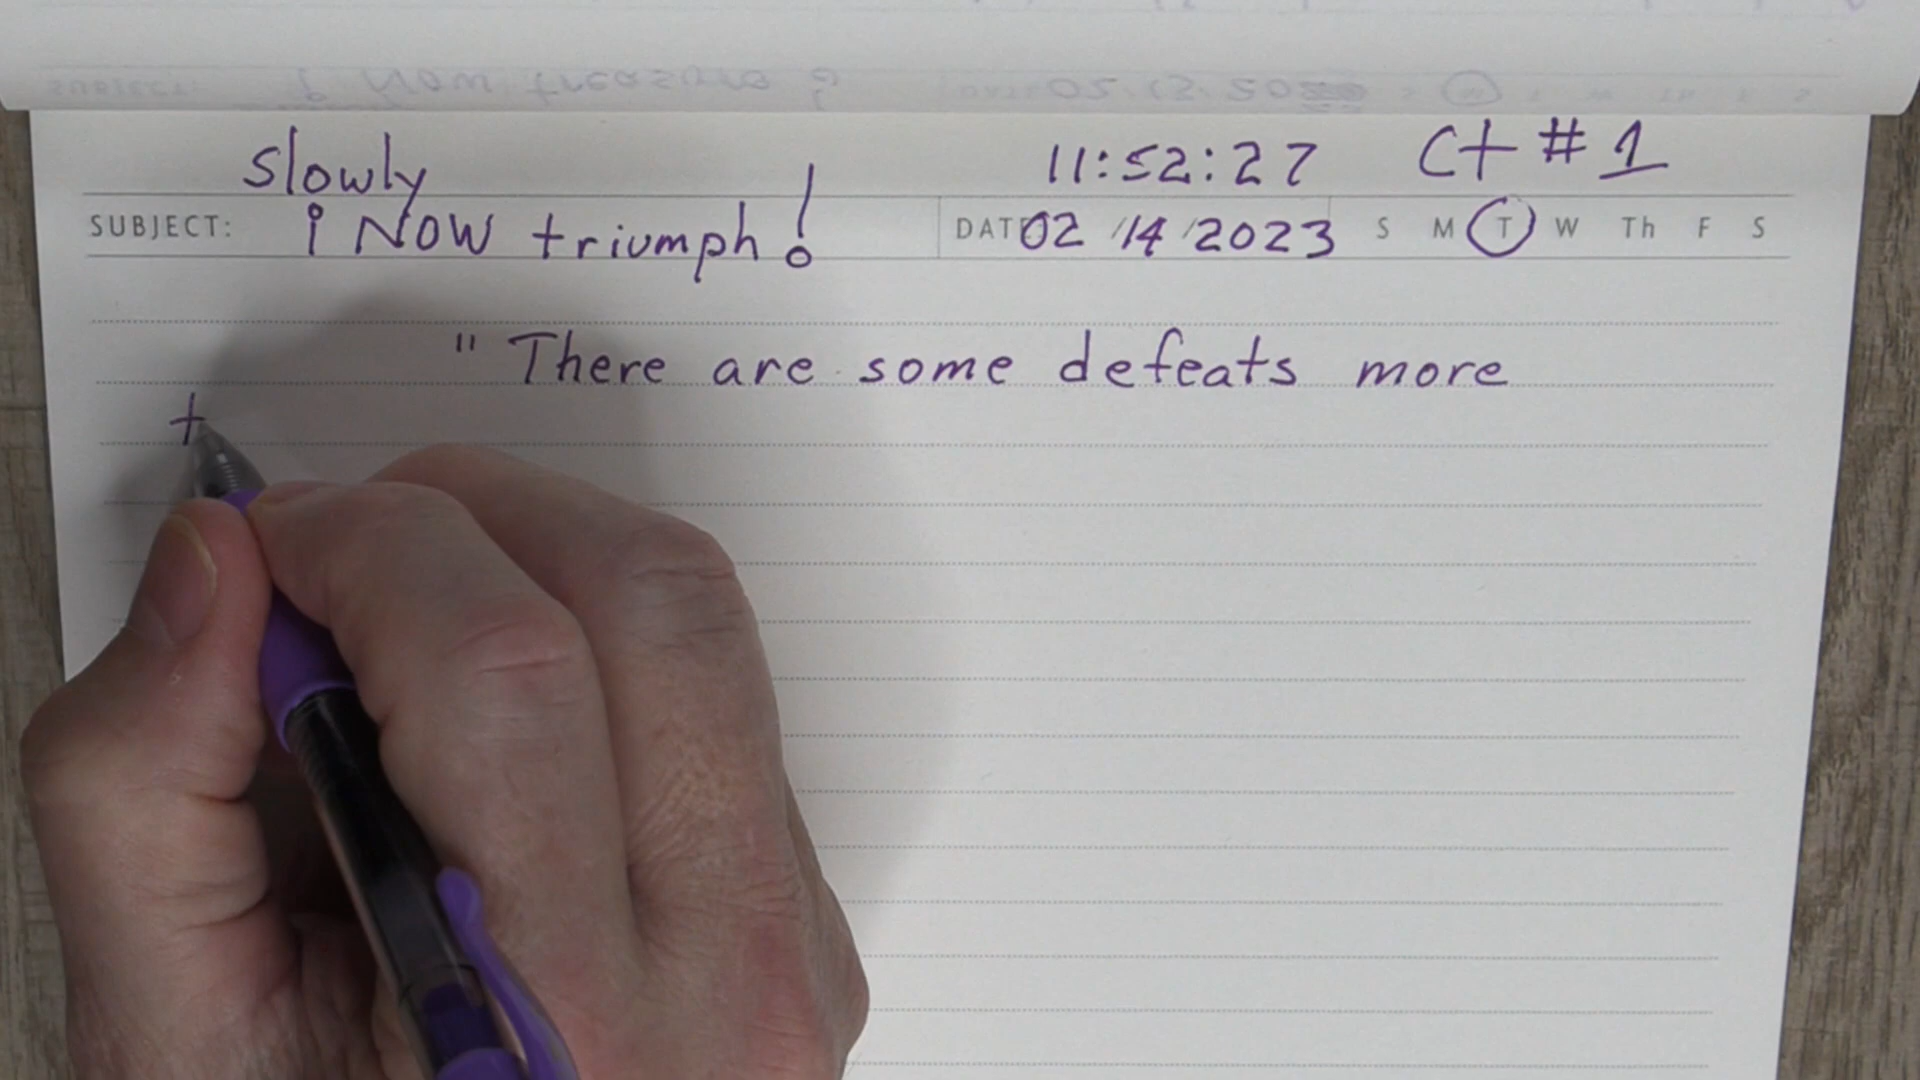 slowly 11:52:27 Ct #1
SUBJECT: ¡ NOW triumph! DATE 02/14/2023 S M T W Th F S
" There are some defeats more
t